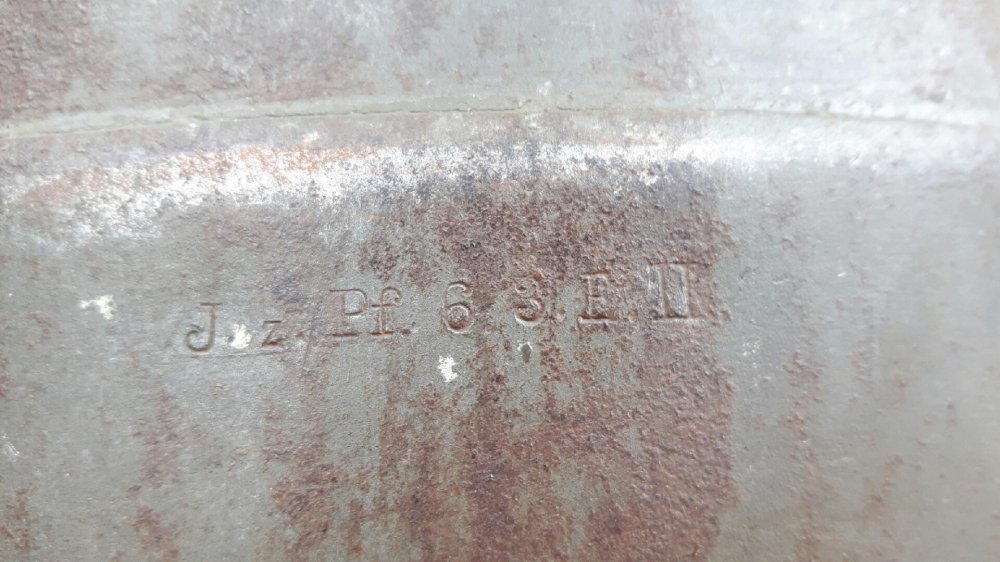 J. z. Pf. 6 3. E. II